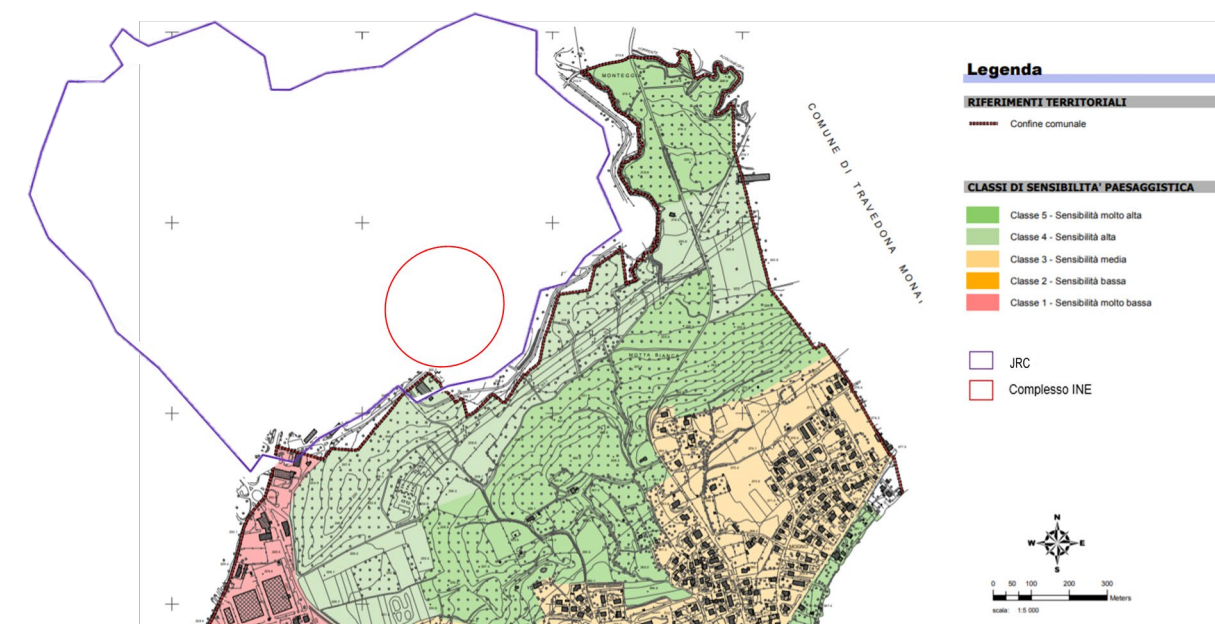 MONTEGGI
COMUNE DI TRAVEDONA MONA
MOTTA BIANCA
Legenda
RIFERIMENTI TERRITORIALI
Confine comunale
CLASSI DI SENSIBILITA' PAESAGGISTICA
Classe 5 - Sensibilità molto alta
Classe 4 - Sensibilità alta
Classe 3 - Sensibilità media
Classe 2 - Sensibilità bassa
Classe 1 - Sensibilità molto bassa
JRC
Complesso INE
N
W E
S
0 50 100 200 300
Meters
scala: 1:5 000